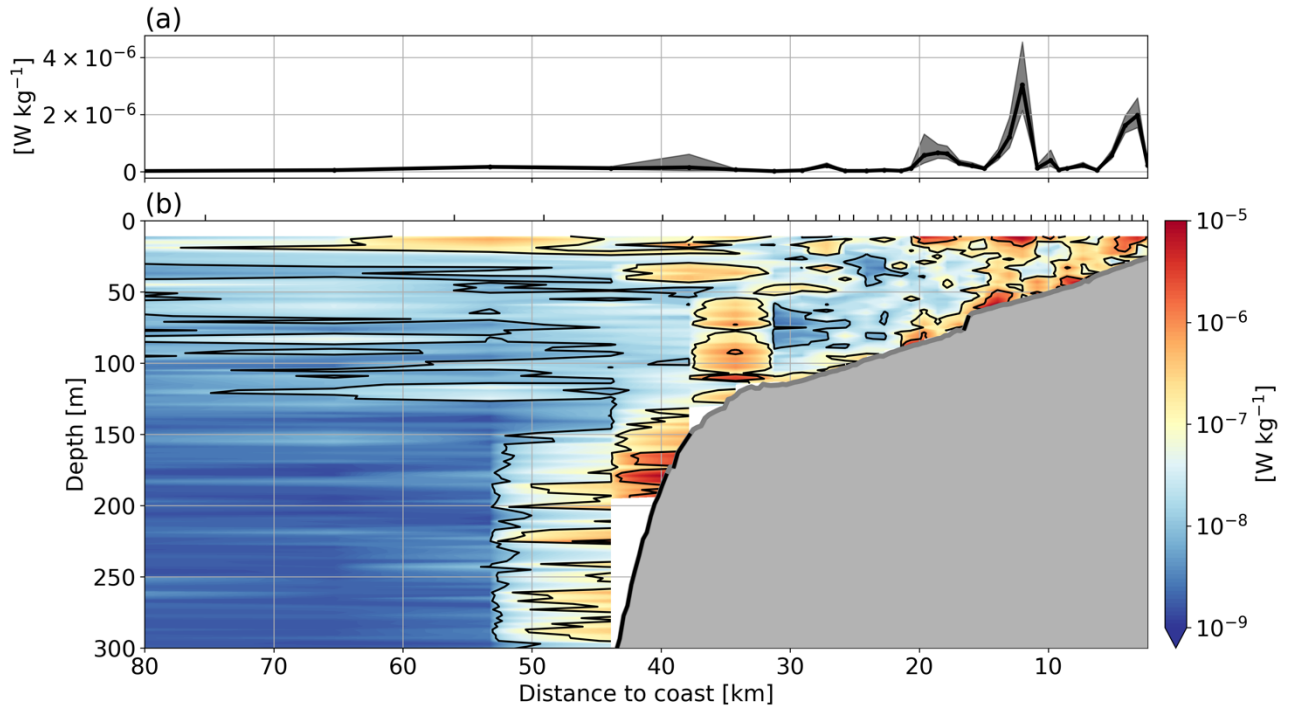 (a)
[W kg⁻¹]
4 × 10⁻⁶
2 × 10⁻⁶
0
(b)
Depth [m]
0
50
100
150
200
250
300
80 70 60 50 40 30 20 10
Distance to coast [km]
10⁻⁵
10⁻⁶
10⁻⁷
10⁻⁸
10⁻⁹
[W kg⁻¹]